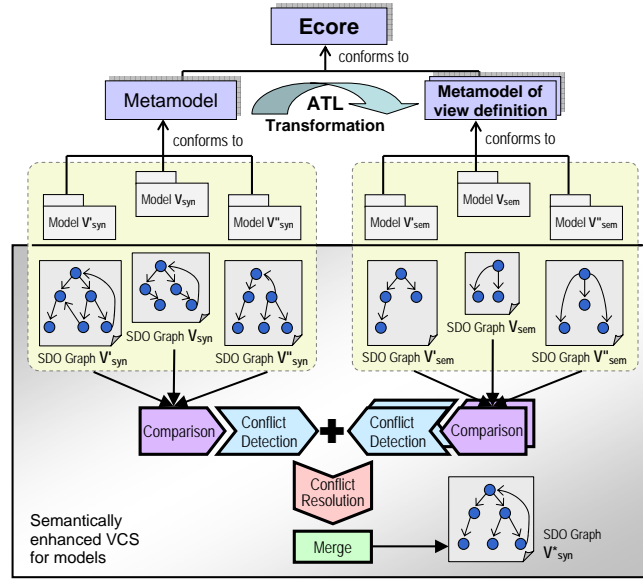 Ecore
conforms to
Metamodel
ATL
Transformation
Metamodel of
view definition
conforms to
conforms to
Model V'syn
Model Vsyn
Model V"syn
Model V'sem
Model Vsem
Model V"sem
SDO Graph V'syn
SDO Graph Vsyn
SDO Graph V"syn
SDO Graph V'sem
SDO Graph Vsem
SDO Graph V"sem
Comparison
Conflict
Detection
+
Conflict
Detection
Comparison
Conflict
Resolution
Merge
SDO Graph
V*syn
Semantically
enhanced VCS
for models